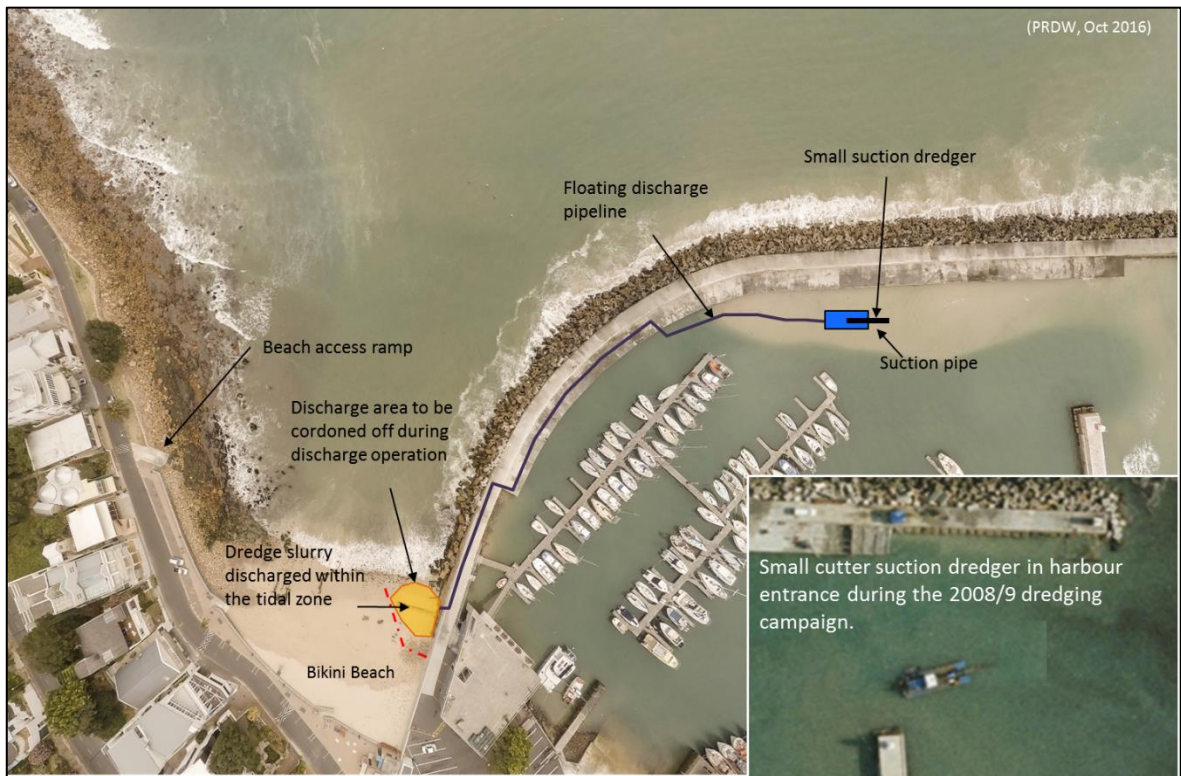 (PRDW, Oct 2016)
Small suction dredger
Floating discharge
pipeline
Suction pipe
Beach access ramp
Discharge area to be
cordoned off during
discharge operation
Dredge slurry
discharged within
the tidal zone
Bikini Beach
Small cutter suction dredger in harbour
entrance during the 2008/9 dredging
campaign.